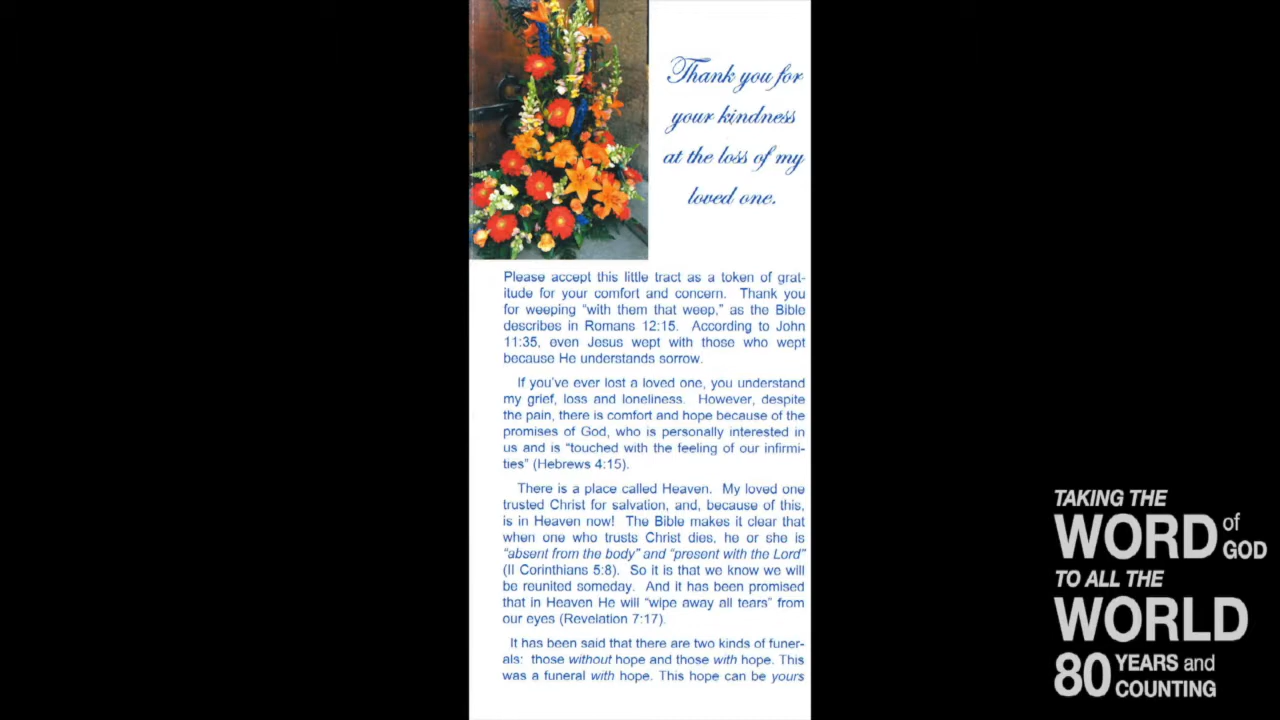 Thank you for
your kindness
at the loss of my
loved one.
Please accept this little tract as a token of grat-
itude for your comfort and concern. Thank you
for weeping “with them that weep,” as the Bible
describes in Romans 12:15. According to John
11:35, even Jesus wept with those who wept
because He understands sorrow.
If you’ve ever lost a loved one, you understand
my grief, loss and loneliness. However, despite
the pain, there is comfort and hope because of the
promises of God, who is personally interested in
us and is “touched with the feeling of our infirmi-
ties” (Hebrews 4:15).
There is a place called Heaven. My loved one
trusted Christ for salvation, and, because of this,
is in Heaven now! The Bible makes it clear that
when one who trusts Christ dies, he or she is
“absent from the body” and “present with the Lord”
(II Corinthians 5:8). So it is that we know we will
be reunited someday. And it has been promised
that in Heaven He will “wipe away all tears” from
our eyes (Revelation 7:17).
It has been said that there are two kinds of funer-
als: those without hope and those with hope. This
was a funeral with hope. This hope can be yours
TAKING THE
WORD of GOD
TO ALL THE
WORLD
80 YEARS and COUNTING